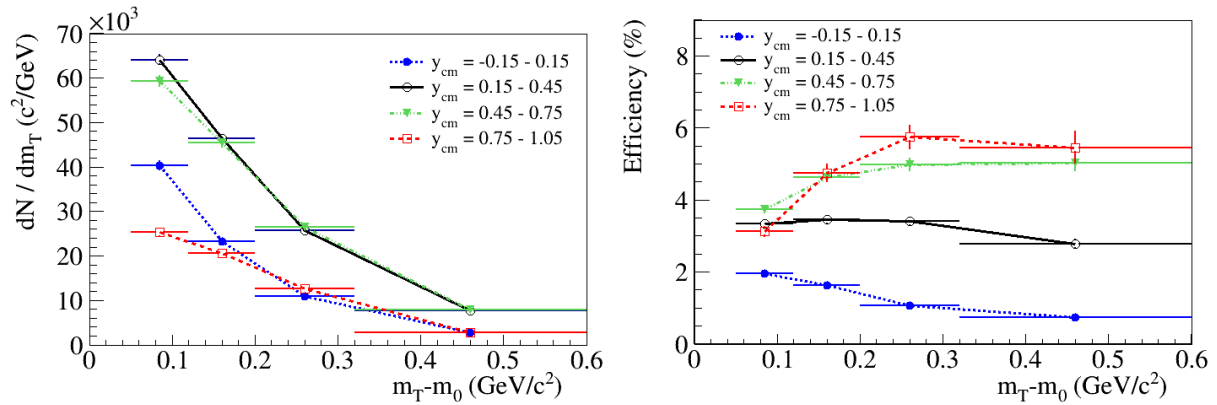 ×10³
70
60
50
40
30
20
10
0
dN / dm_T (c²/GeV)
y_cm = -0.15 - 0.15
y_cm = 0.15 - 0.45
y_cm = 0.45 - 0.75
y_cm = 0.75 - 1.05
0 0.1 0.2 0.3 0.4 0.5 0.6
m_T-m_0 (GeV/c²)
8
6
4
2
0
Efficiency (%)
y_cm = -0.15 - 0.15
y_cm = 0.15 - 0.45
y_cm = 0.45 - 0.75
y_cm = 0.75 - 1.05
0 0.1 0.2 0.3 0.4 0.5 0.6
m_T-m_0 (GeV/c²)